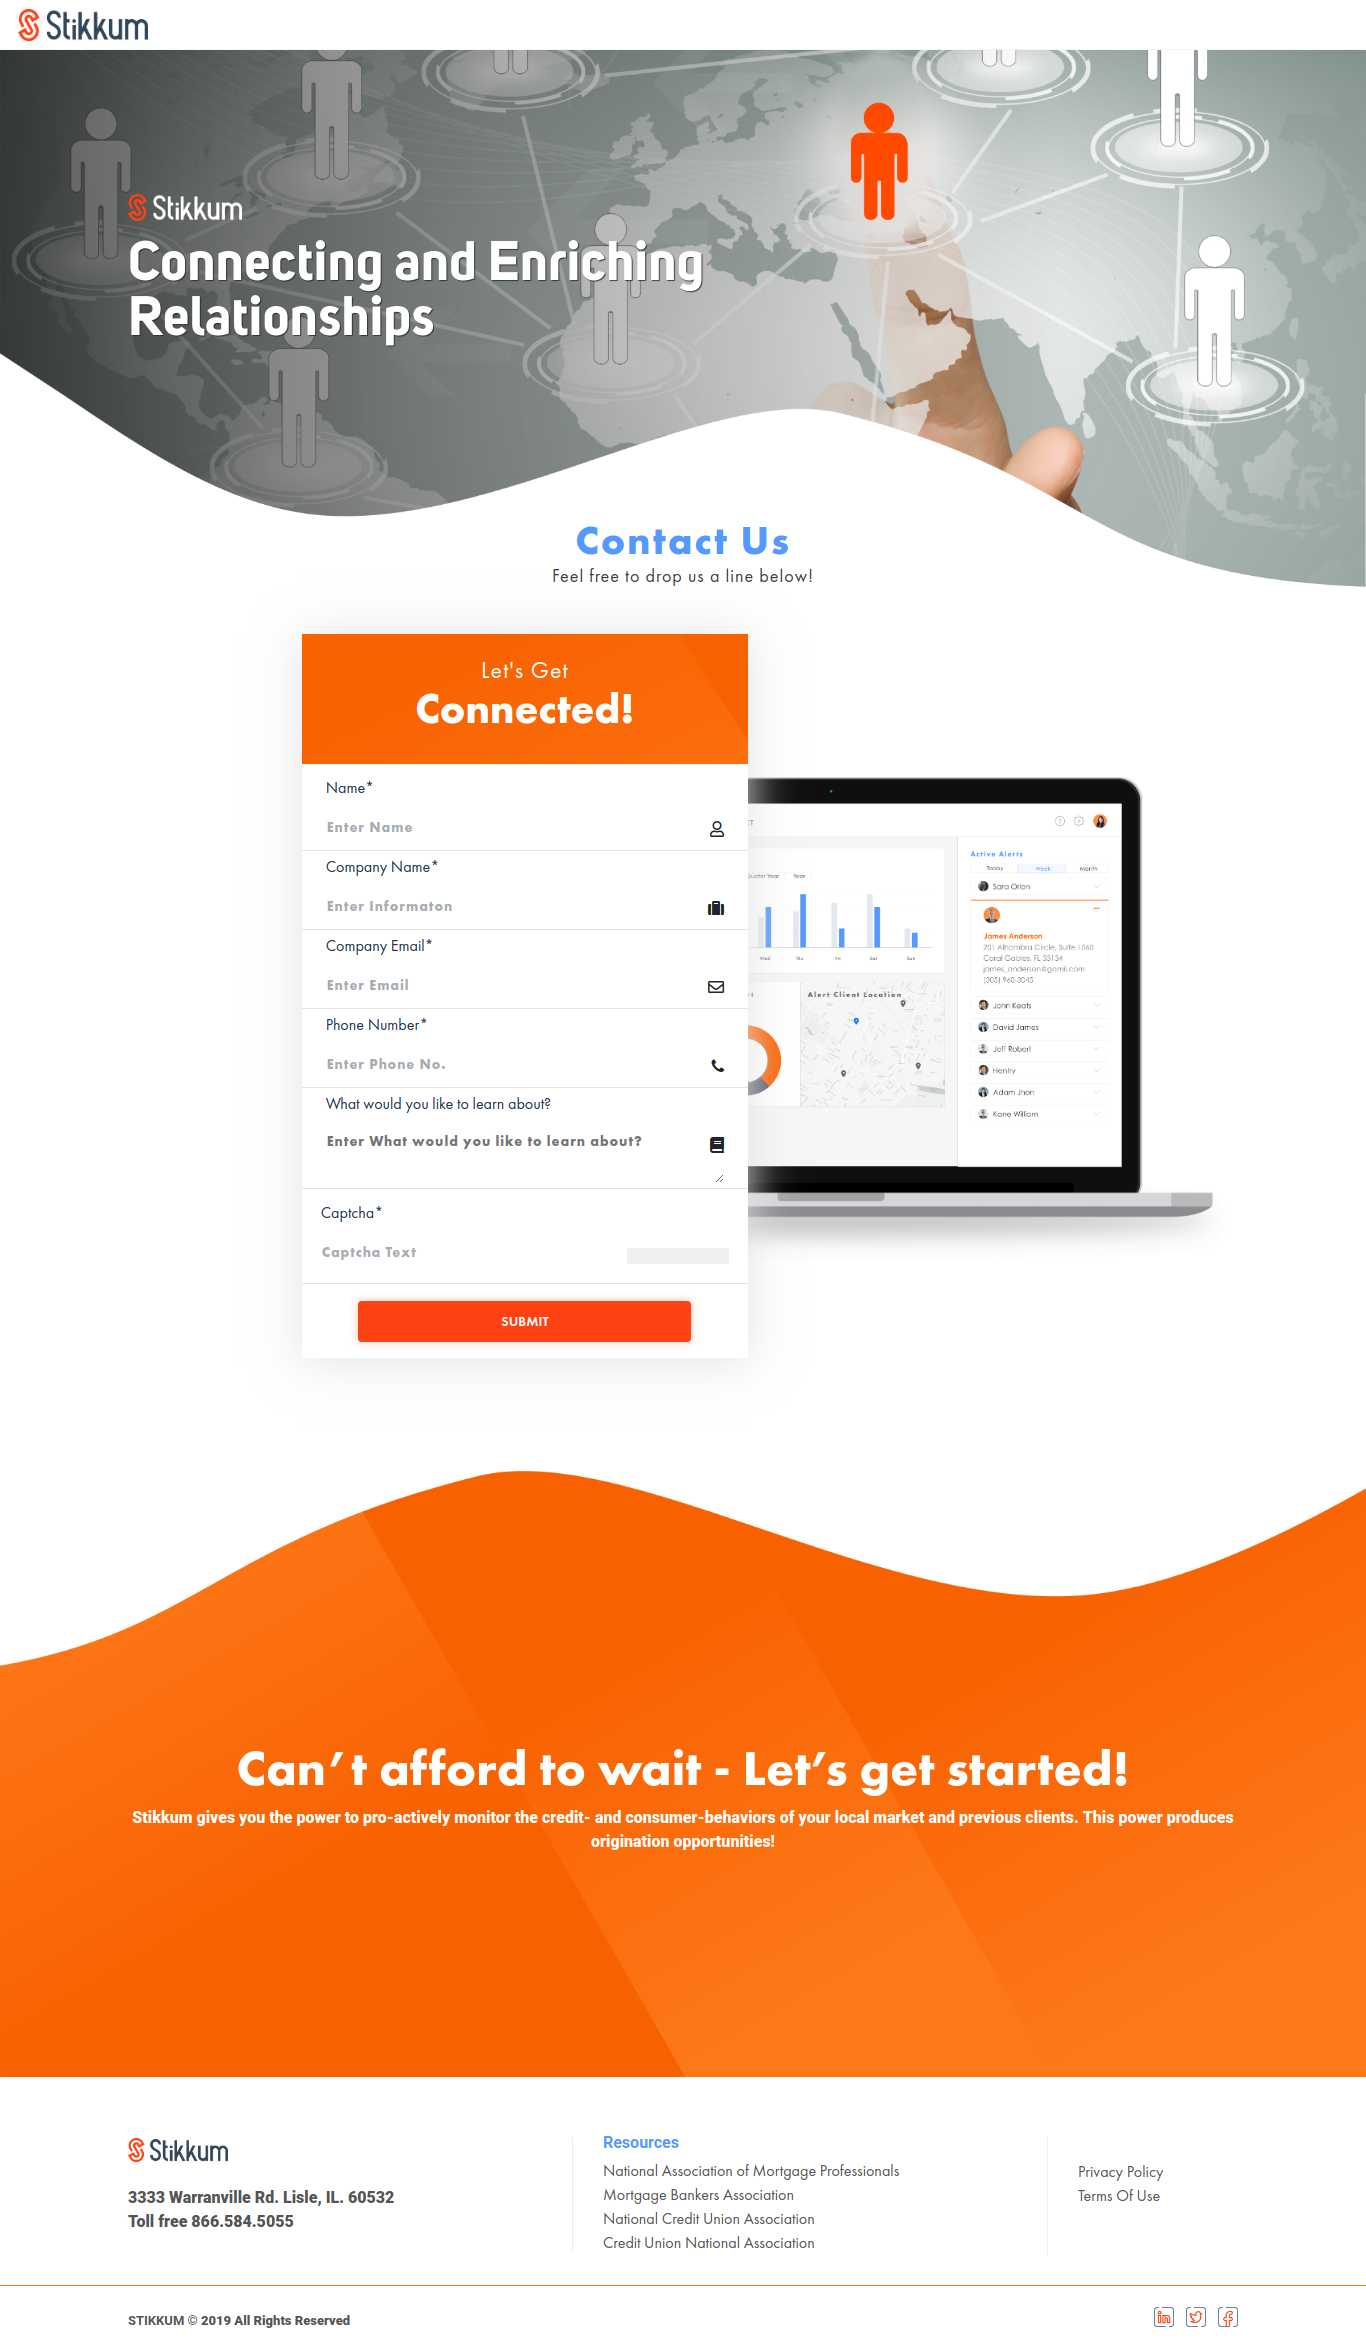 Stikkum
Stikkum
Connecting and Enriching
Relationships
Contact Us
Feel free to drop us a line below!
Let's Get
Connected!
Name*
Enter Name
Company Name*
Enter Informaton
Company Email*
Enter Email
Phone Number*
Enter Phone No.
What would you like to learn about?
Enter What would you like to learn about?
Captcha*
Captcha Text
SUBMIT
Year
Wed Thu Fri Sat Sun
Alert Client Location
Active Alerts
Today Week Month
Sara Orion
James Anderson
201 Alhambra Circle, Suite 1060
Coral Gables, FL 33134
james_anderson@gamil.com
(305) 960-3045
John Keats
David James
Jeff Robert
Hentry
Adam Jhon
Kane William
Can't afford to wait - Let's get started!
Stikkum gives you the power to pro-actively monitor the credit- and consumer-behaviors of your local market and previous clients. This power produces
origination opportunities!
Stikkum
3333 Warranville Rd. Lisle, IL. 60532
Toll free 866.584.5055
Resources
National Association of Mortgage Professionals
Mortgage Bankers Association
National Credit Union Association
Credit Union National Association
Privacy Policy
Terms Of Use
STIKKUM © 2019 All Rights Reserved